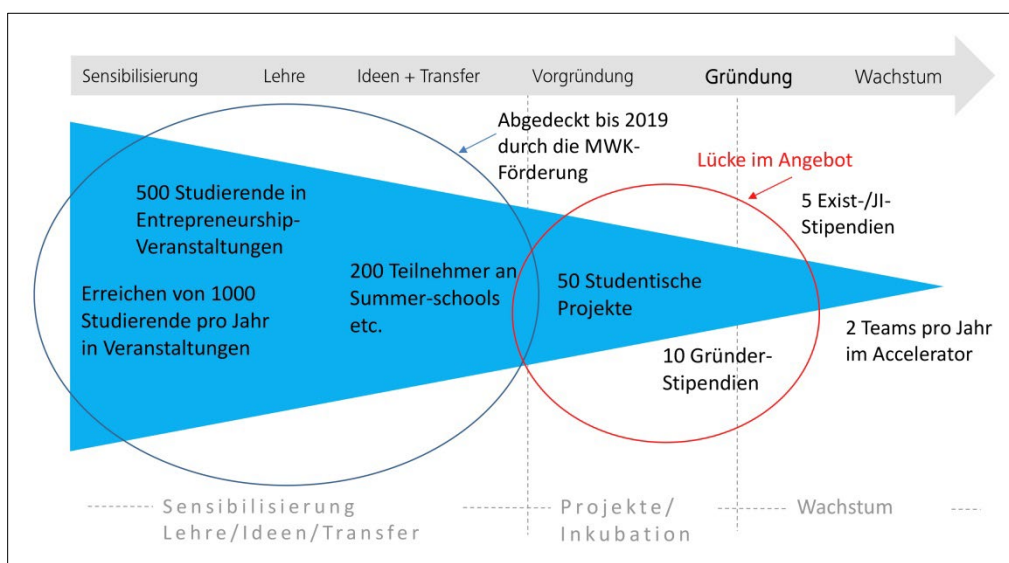 Sensibilisierung Lehre Ideen + Transfer Vorgründung Gründung Wachstum
Abgedeckt bis 2019
durch die MWK-
Förderung
Lücke im Angebot
500 Studierende in
Entrepreneurship-
Veranstaltungen
5 Exist-/JI-
Stipendien
Erreichen von 1000
Studierende pro Jahr
in Veranstaltungen
200 Teilnehmer an
Summer-schools
etc.
50 Studentische
Projekte
10 Gründer-
Stipendien
2 Teams pro Jahr
im Accelerator
Sensibilisierung
Lehre/Ideen/Transfer
Projekte/
Inkubation
Wachstum